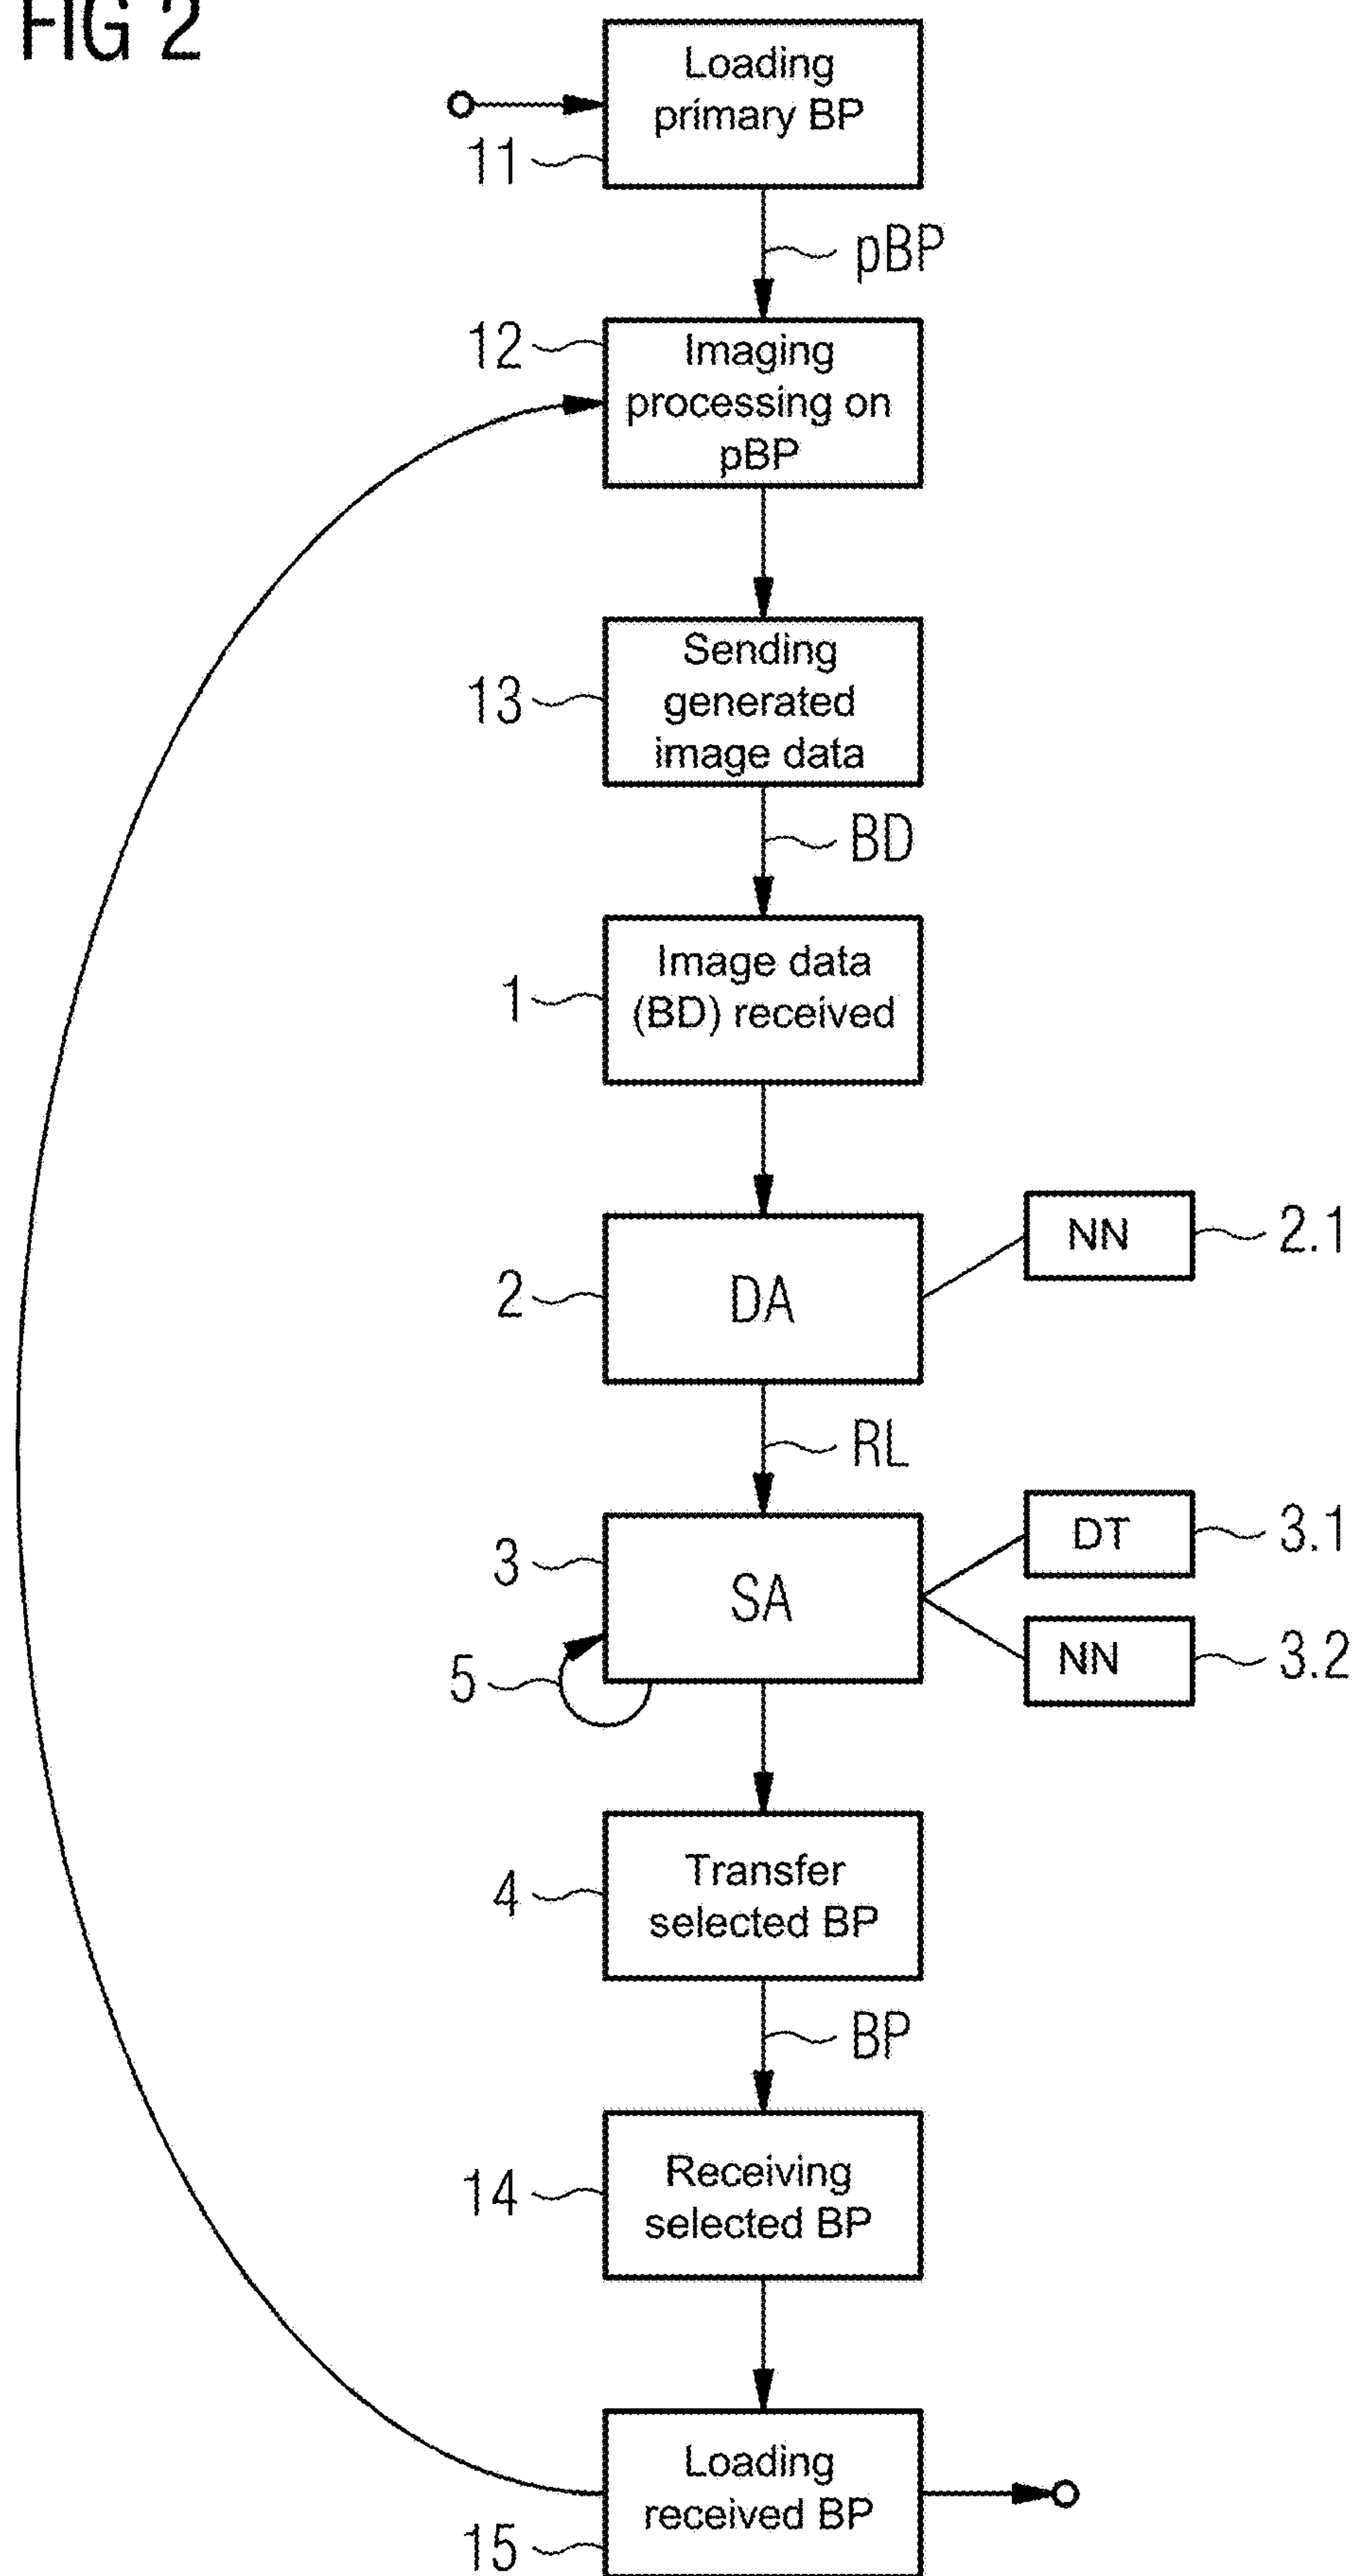 FIG 2
Loading
primary BP
11
pBP
12
Imaging
processing on
pBP
13
Sending
generated
image data
BD
1
Image data
(BD) received
2
DA
NN
2.1
RL
3
SA
DT
3.1
NN
3.2
5
4
Transfer
selected BP
BP
14
Receiving
selected BP
Loading
received BP
15